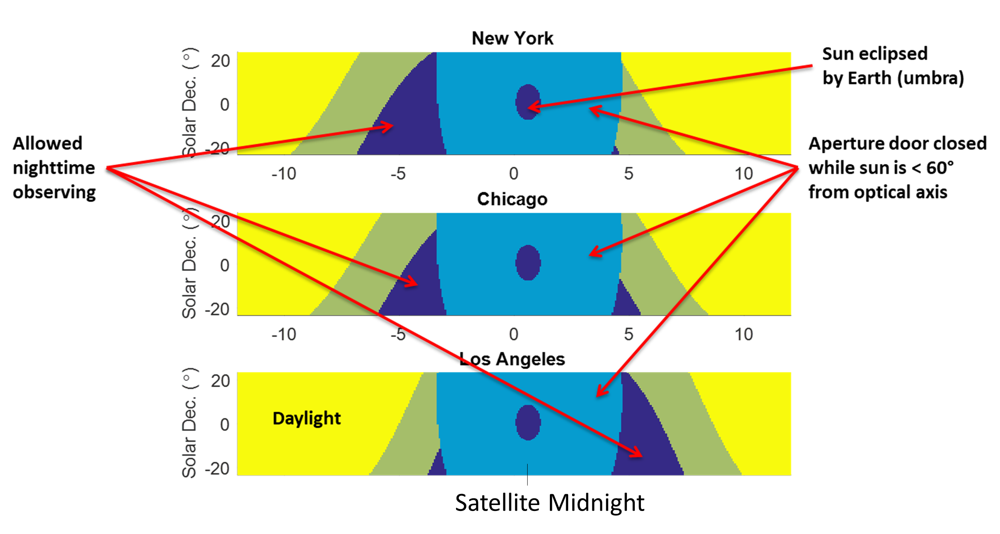 New York
Solar Dec. (°)
20
0
-20
-10 -5 0 5 10
Sun eclipsed
by Earth (umbra)
Allowed
nighttime
observing
Aperture door closed
while sun is < 60°
from optical axis
Chicago
Solar Dec. (°)
20
0
-20
-10 -5 0 5 10
Los Angeles
Solar Dec. (°)
20
0
-20
Daylight
Satellite Midnight